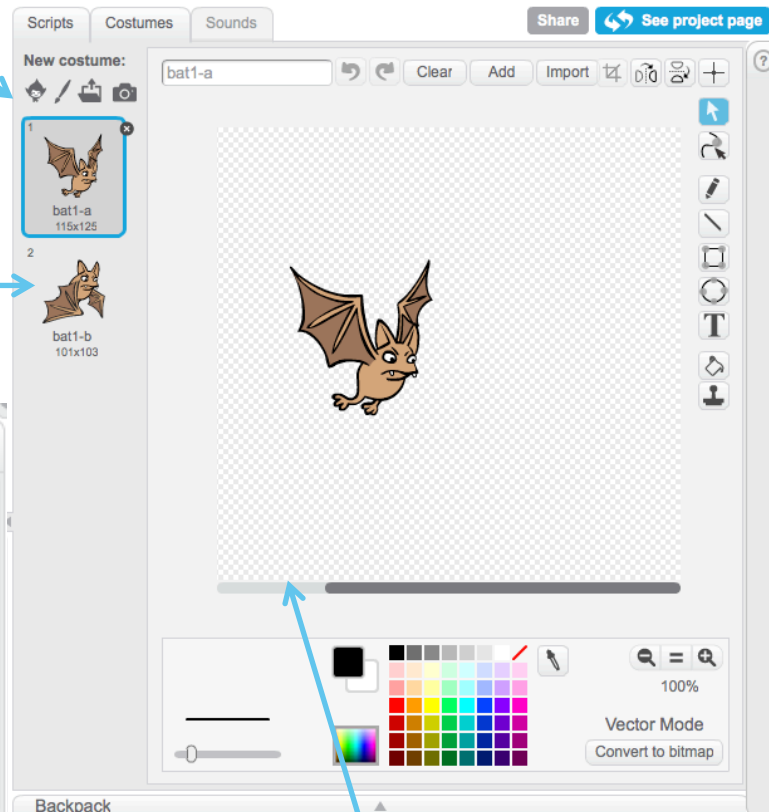 Scripts Costumes Sounds Share See project page
New costume:
bat1-a Clear Add Import
?
1
bat1-a
115x125
2
bat1-b
101x103
T
100%
Vector Mode
Convert to bitmap
Backpack